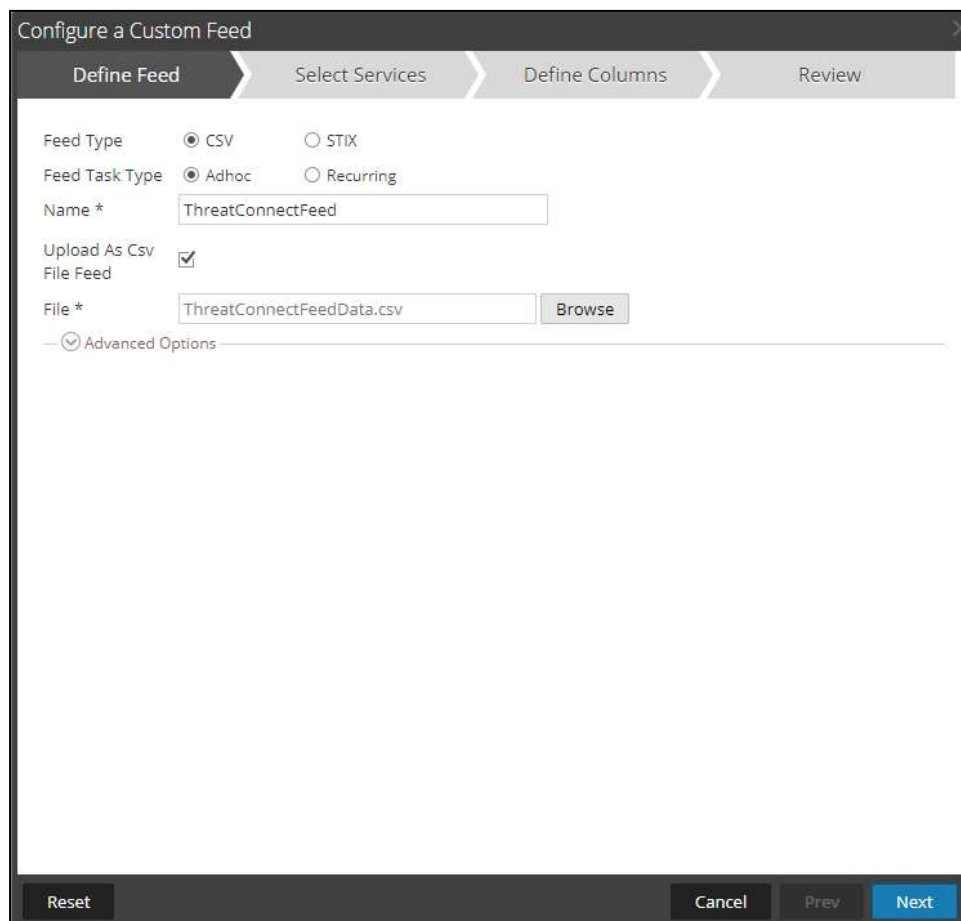 Configure a Custom Feed
Define Feed Select Services Define Columns Review
Feed Type CSV STIX
Feed Task Type Adhoc Recurring
Name * ThreatConnectFeed
Upload As Csv
File Feed
File * ThreatConnectFeedData.csv Browse
Advanced Options
Reset Cancel Prev Next